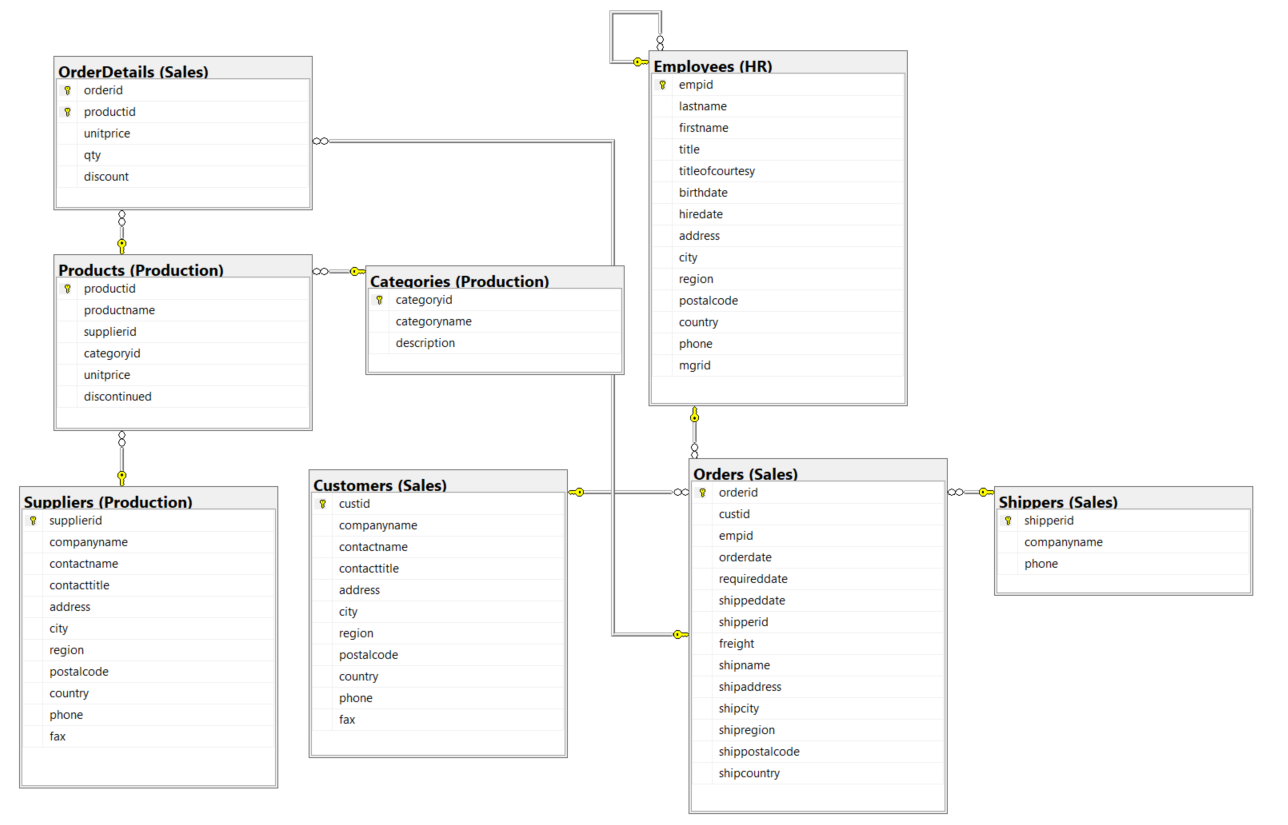 OrderDetails (Sales)
orderid
productid
unitprice
qty
discount
Employees (HR)
empid
lastname
firstname
title
titleofcourtesy
birthdate
hiredate
address
city
region
postalcode
country
phone
mgrid
Products (Production)
productid
productname
supplierid
categoryid
unitprice
discontinued
Categories (Production)
categoryid
categoryname
description
Suppliers (Production)
supplierid
companyname
contactname
contacttitle
address
city
region
postalcode
country
phone
fax
Customers (Sales)
custid
companyname
contactname
contacttitle
address
city
region
postalcode
country
phone
fax
Orders (Sales)
orderid
custid
empid
orderdate
requireddate
shippeddate
shipperid
freight
shipname
shipaddress
shipcity
shipregion
shippostalcode
shipcountry
Shippers (Sales)
shipperid
companyname
phone